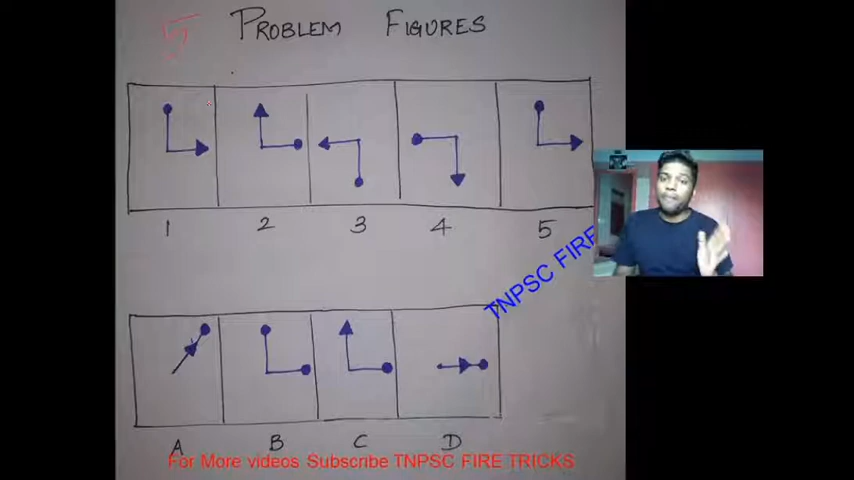 5 PROBLEM FIGURES
1 2 3 4 5
TNPSC FIRE
A B C D
For More videos Subscribe TNPSC FIRE TRICKS